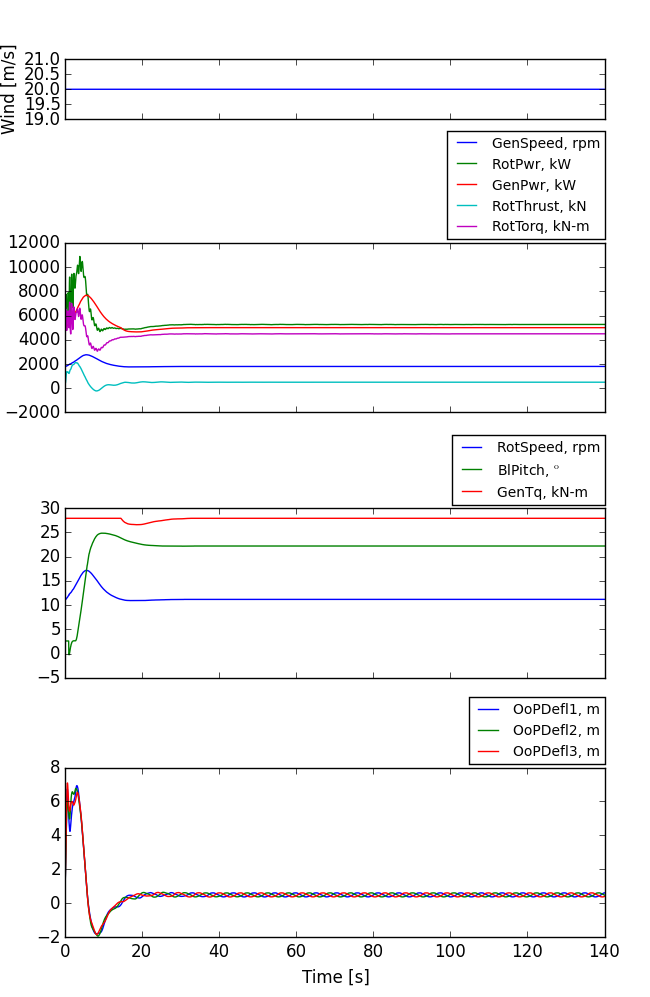 Wind [m/s]
21.0
20.5
20.0
19.5
19.0
GenSpeed, rpm
RotPwr, kW
GenPwr, kW
RotThrust, kN
RotTorq, kN-m
12000
10000
8000
6000
4000
2000
0
−2000
RotSpeed, rpm
BlPitch, °
GenTq, kN-m
30
25
20
15
10
5
0
−5
OoPDefl1, m
OoPDefl2, m
OoPDefl3, m
8
6
4
2
0
−2
0 20 40 60 80 100 120 140
Time [s]